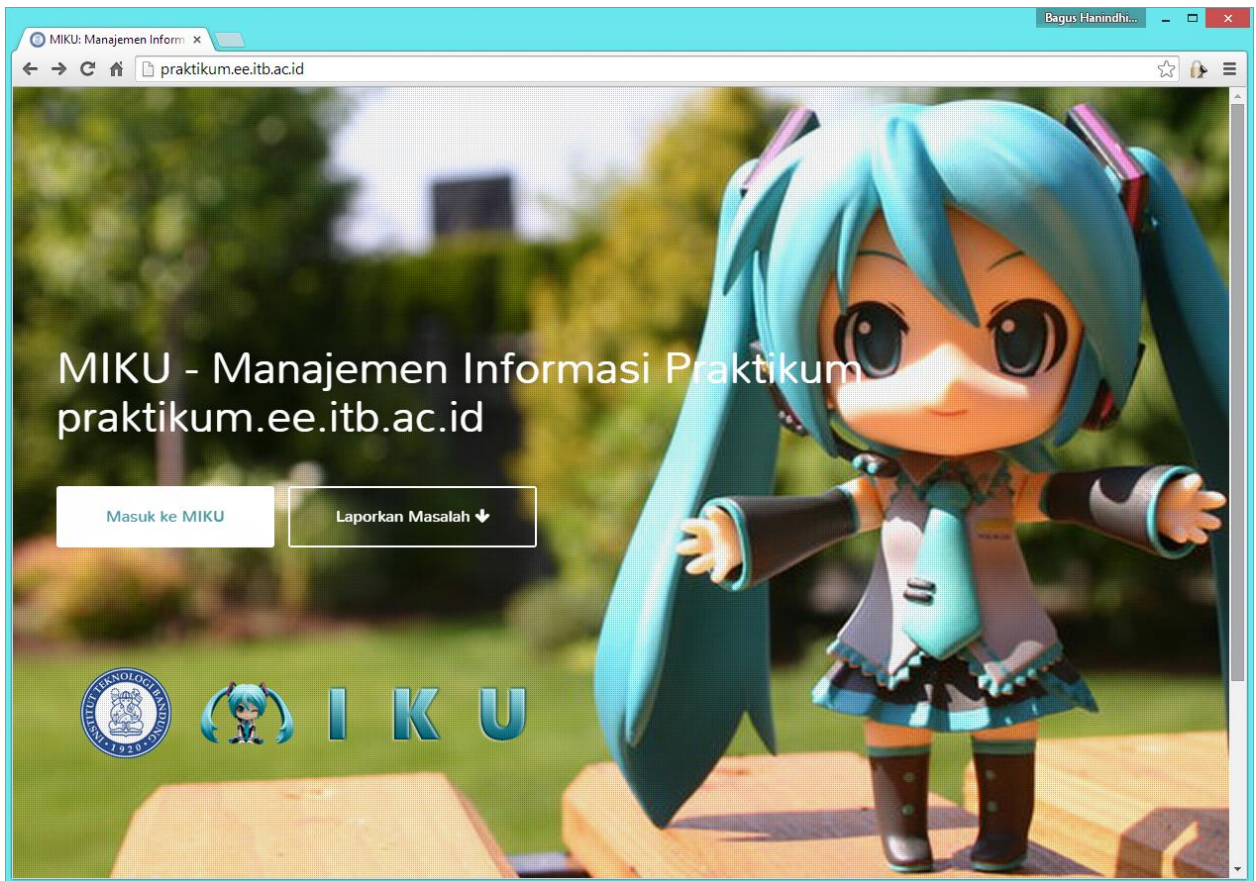 Bagus Hanindhi...
MIKU: Manajemen Inform
praktikum.ee.itb.ac.id
MIKU - Manajemen Informasi Praktikum
praktikum.ee.itb.ac.id
Masuk ke MIKU
Laporkan Masalah
INSTITUT TEKNOLOGI BANDUNG
1920
I K U